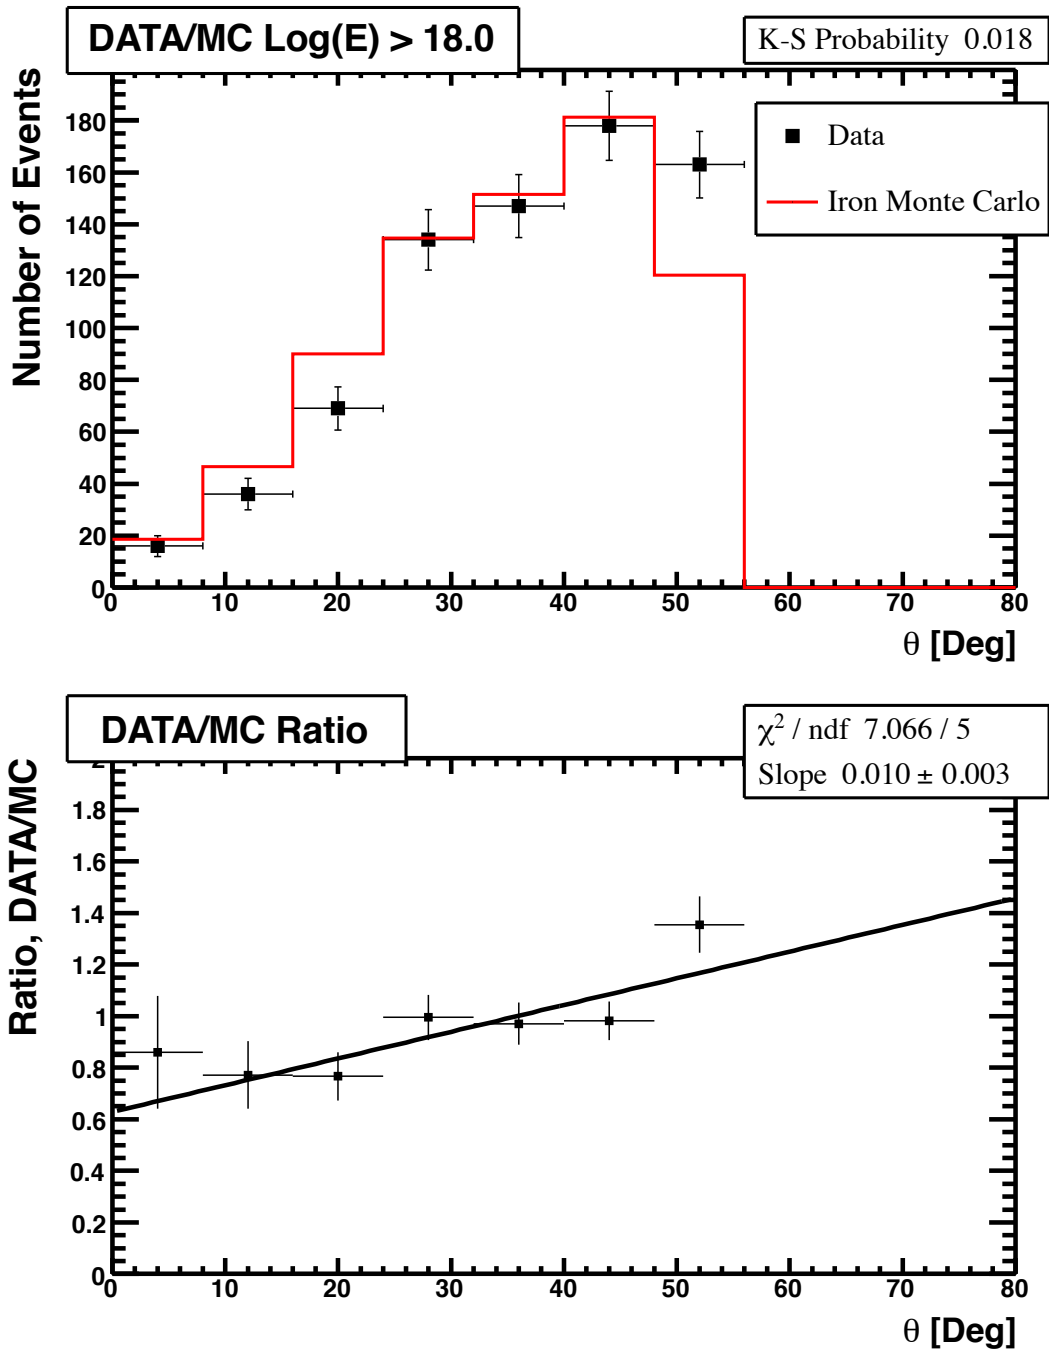 DATA/MC Log(E) > 18.0
K-S Probability 0.018
Number of Events
180
160
140
120
100
80
60
40
20
0
Data
Iron Monte Carlo
0 10 20 30 40 50 60 70 80
θ [Deg]
DATA/MC Ratio
χ² / ndf 7.066 / 5
Slope 0.010 ± 0.003
Ratio, DATA/MC
2
1.8
1.6
1.4
1.2
1
0.8
0.6
0.4
0.2
0
0 10 20 30 40 50 60 70 80
θ [Deg]